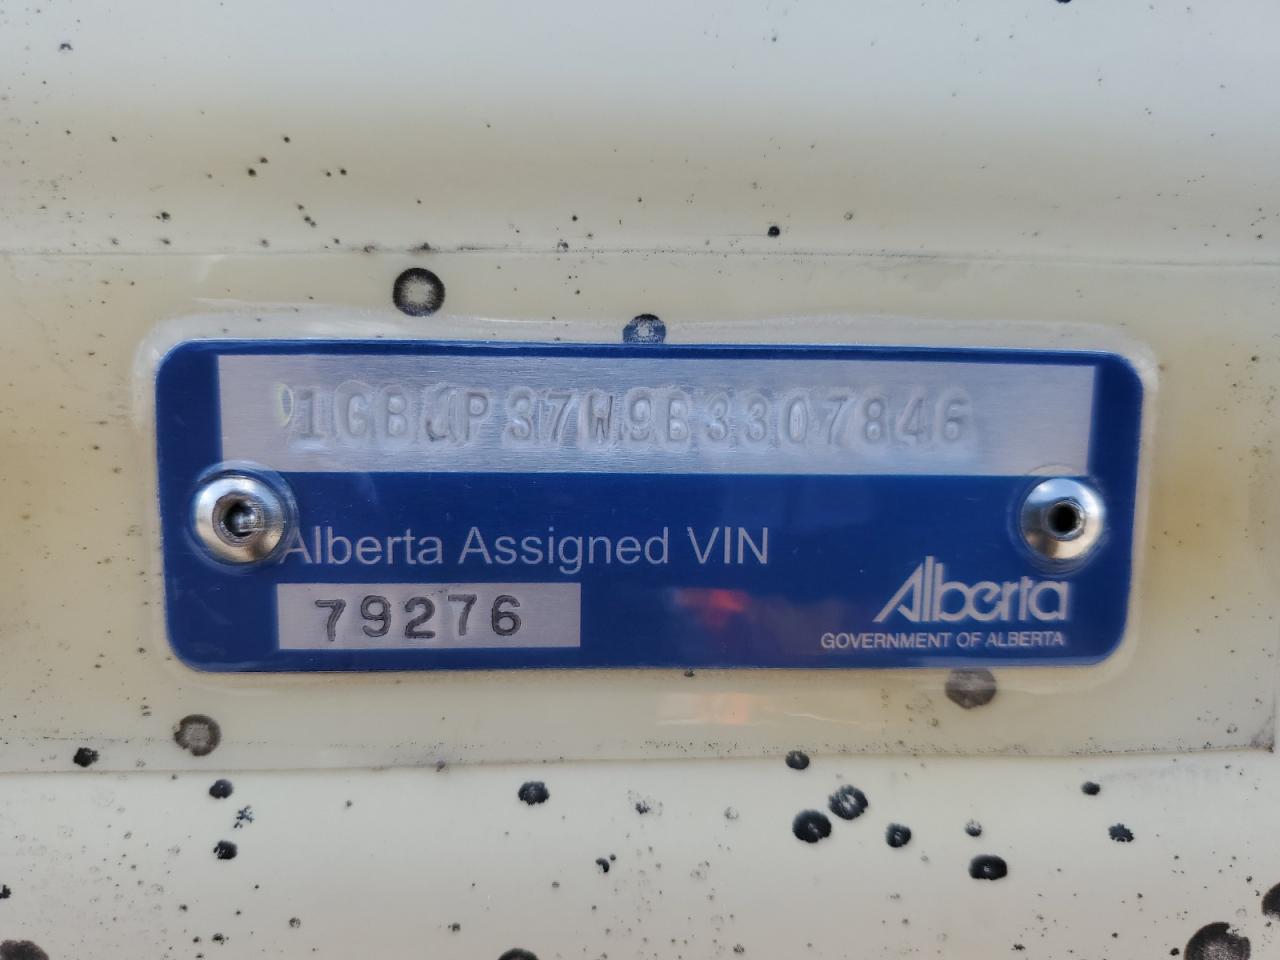 1GBJP37W9B3307846
Alberta Assigned VIN
79276
Alberta
GOVERNMENT OF ALBERTA